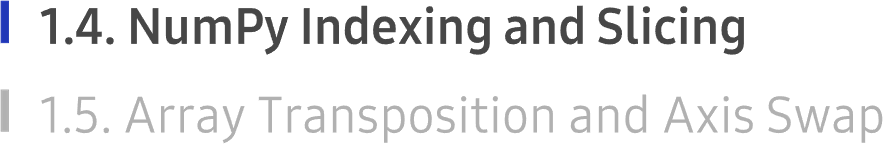 1.4. NumPy Indexing and Slicing
1.5. Array Transposition and Axis Swap